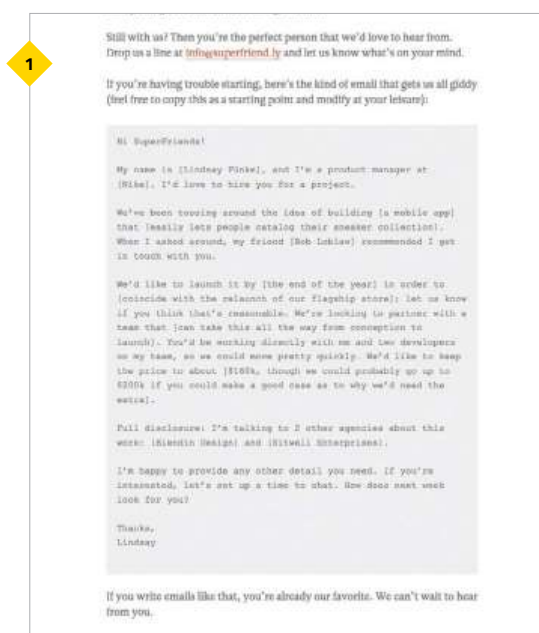 Still with us? Then you're the perfect person that we'd love to hear from.
Drop us a line at info@superfriend.ly and let us know what's on your mind.
1
If you're having trouble starting, here's the kind of email that gets us all giddy
(feel free to copy this as a starting point and modify at your leisure):
Hi SuperFriends!
My name is [Lindsay Fünke], and I'm a product manager at
[Nike]. I'd love to hire you for a project.
We've been tossing around the idea of building [a mobile app]
that [easily lets people catalog their sneaker collection].
When I asked around, my friend [Bob Loblaw] recommended I get
in touch with you.
We'd like to launch it by [the end of the year] in order to
[coincide with the relaunch of our flagship store]; let us know
if you think that's reasonable. We're looking to partner with a
team that [can take this all the way from conception to
launch]. You'd be working directly with me and two developers
on my team, so we could move pretty quickly. We'd like to keep
the price to about [$100k, though we could probably go up to
$200k if you could make a good case as to why we'd need the
extra].
Full disclosure: I'm talking to 2 other agencies about this
work: [Blendin Design] and [Sitwell Enterprises].
I'm happy to provide any other detail you need. If you're
interested, let's set up a time to chat. How does next week
look for you?
Thanks,
Lindsay
If you write emails like that, you're already our favorite. We can't wait to hear
from you.